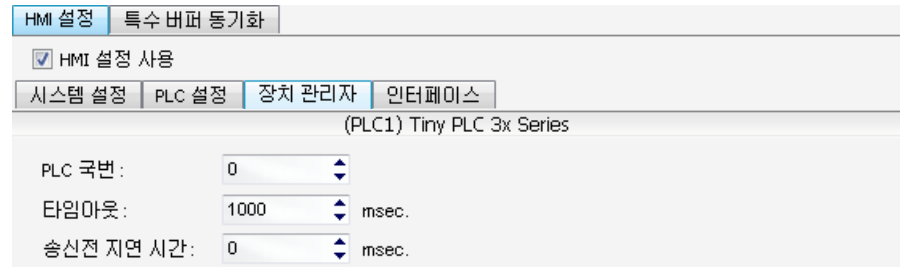 HMI 설정 특수 버퍼 동기화
HMI 설정 사용
시스템 설정 PLC 설정 장치 관리자 인터페이스
(PLC1) Tiny PLC 3x Series
PLC 국번 : 0
타임아웃 : 1000 msec.
송신전 지연 시간 : 0 msec.